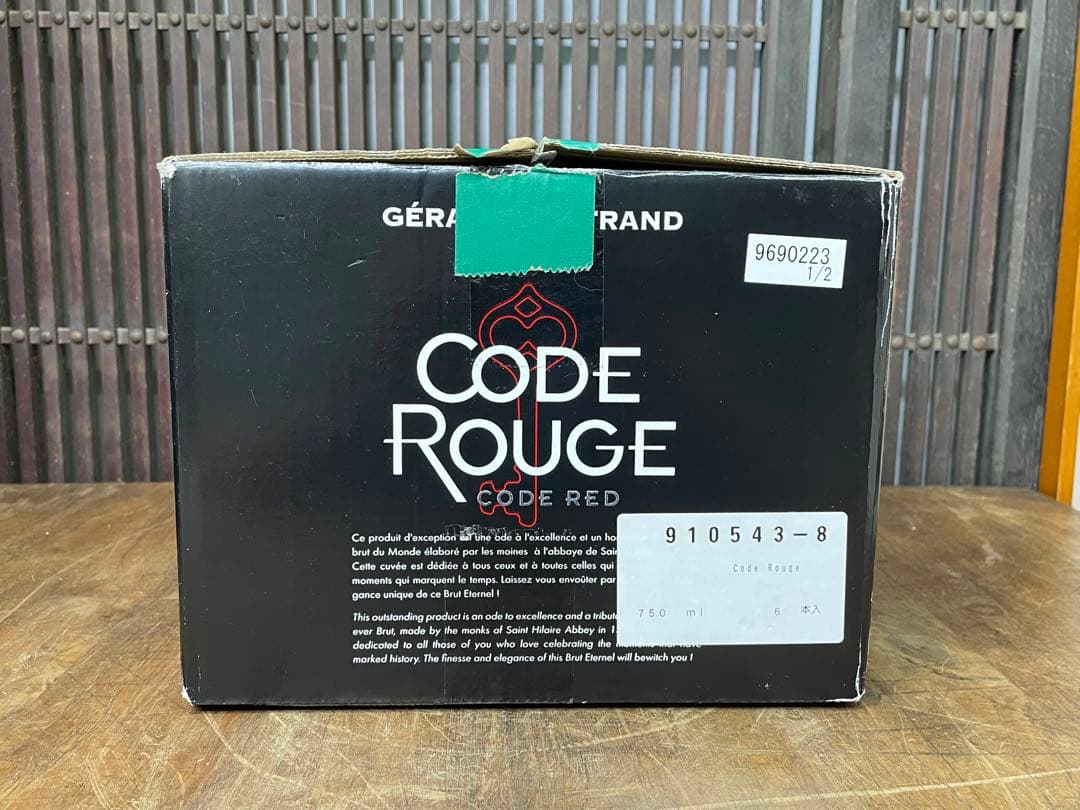 GÉRA TRAND
9690223
1/2
CODE
ROUGE
CODE RED
910543-8
Code Rouge
750 ml 6 本入
Ce produit d'exception est une ode à l'excellence et un
brut du Monde élaboré par les moines à l'abbaye de
Cette cuvée est dédiée à tous ceux et à toutes celles qui
moments qui marquent le temps. Laissez vous envoûter
gance unique de ce Brut Eternel !
This outstanding product is an ode to excellence and a
ever Brut, made by the monks of Saint Hilaire Abbey in
dedicated to all those of you who love celebrating the moments that have
marked history. The finesse and elegance of this Brut Eternel will bewitch you !